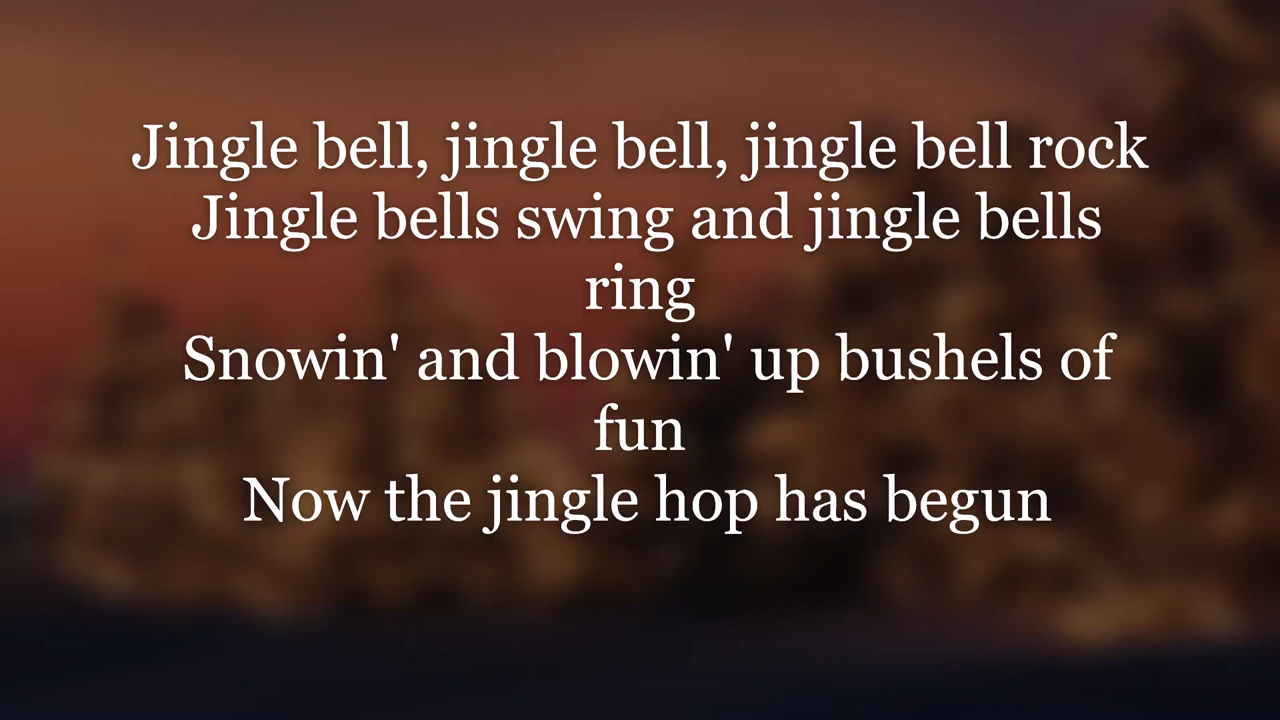 Jingle bell, jingle bell, jingle bell rock
Jingle bells swing and jingle bells
ring
Snowin' and blowin' up bushels of
fun
Now the jingle hop has begun